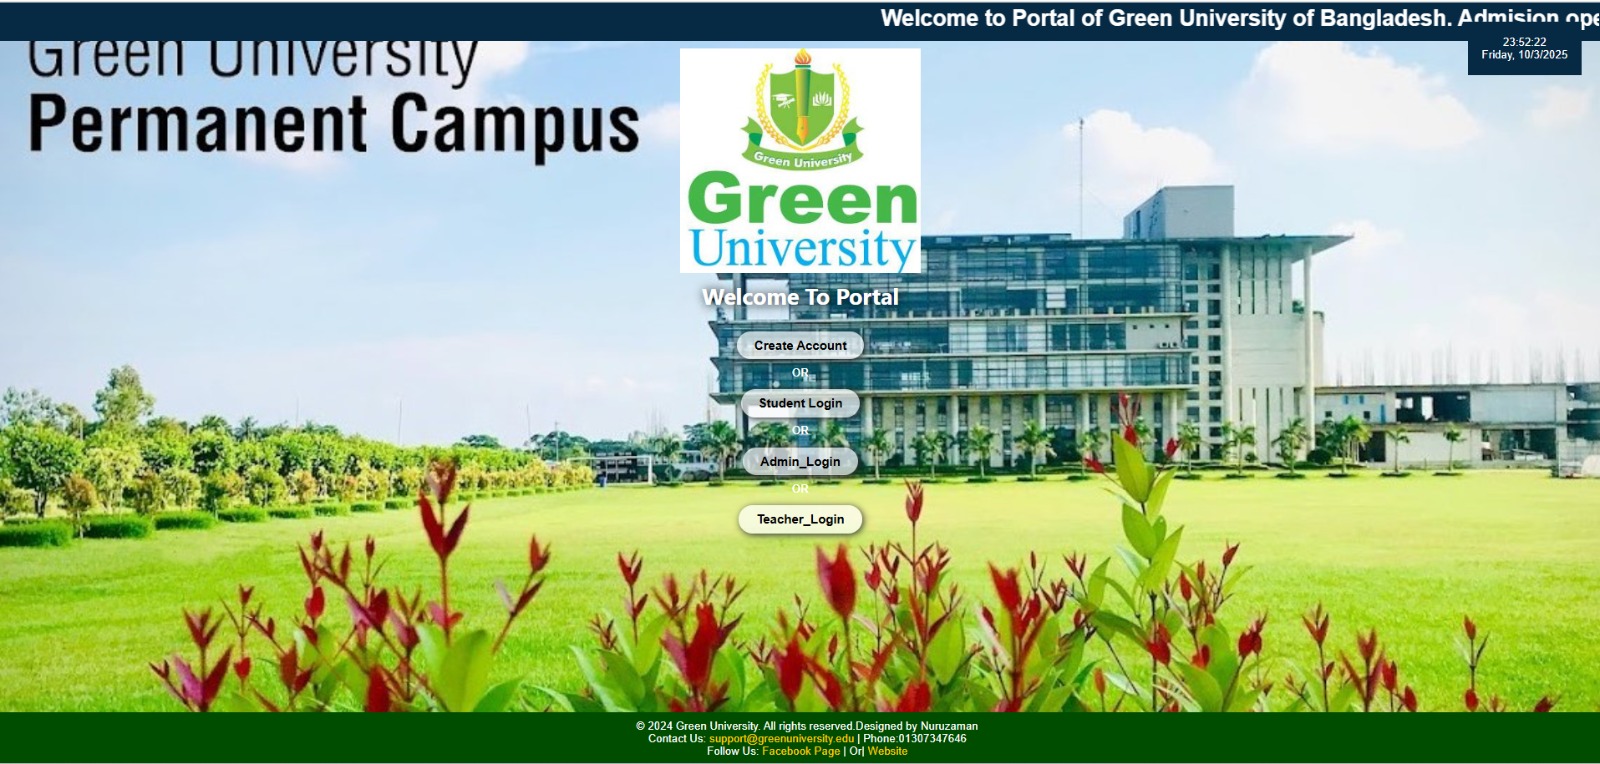 Welcome to Portal of Green University of Bangladesh. Admision ope
23:52:22
Friday, 10/3/2025
Green University
Permanent Campus
Green University
Green
University
Welcome To Portal
Create Account
OR
Student Login
OR
Admin_Login
OR
Teacher_Login
© 2024 Green University. All rights reserved.Designed by Nuruzaman
Contact Us: support@greenuniversity.edu | Phone:01307347646
Follow Us: Facebook Page | Or| Website